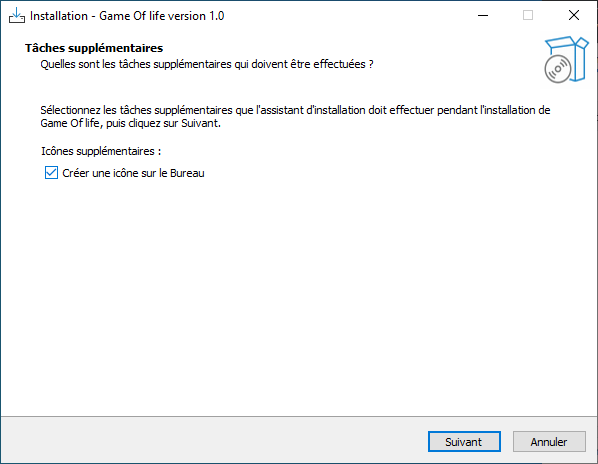 Installation - Game Of life version 1.0
Tâches supplémentaires
Quelles sont les tâches supplémentaires qui doivent être effectuées ?
Sélectionnez les tâches supplémentaires que l'assistant d'installation doit effectuer pendant l'installation de
Game Of life, puis cliquez sur Suivant.
Icônes supplémentaires :
Créer une icône sur le Bureau
Suivant
Annuler